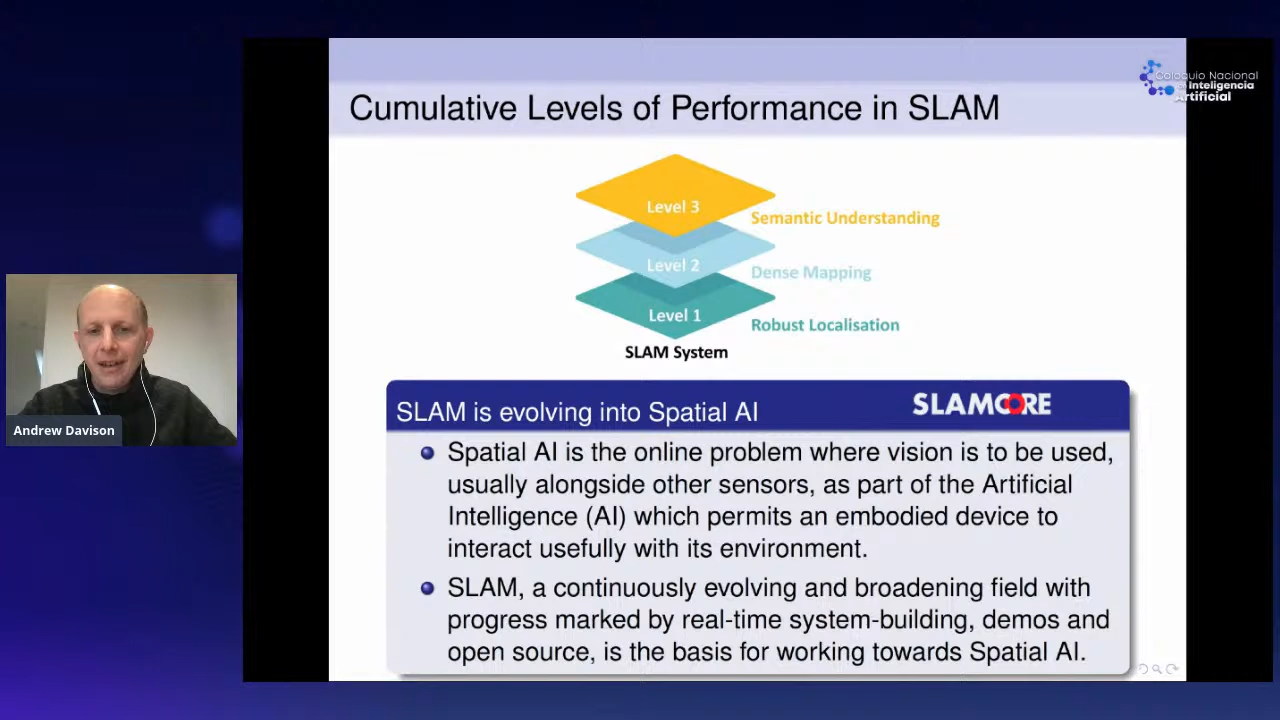 Coloquio Nacional
de Inteligencia
Artificial
Cumulative Levels of Performance in SLAM
Level 3
Semantic Understanding
Level 2
Dense Mapping
Level 1
Robust Localisation
SLAM System
Andrew Davison
SLAM is evolving into Spatial AI
SLAMCORE
Spatial AI is the online problem where vision is to be used,
usually alongside other sensors, as part of the Artificial
Intelligence (AI) which permits an embodied device to
interact usefully with its environment.
SLAM, a continuously evolving and broadening field with
progress marked by real-time system-building, demos and
open source, is the basis for working towards Spatial AI.